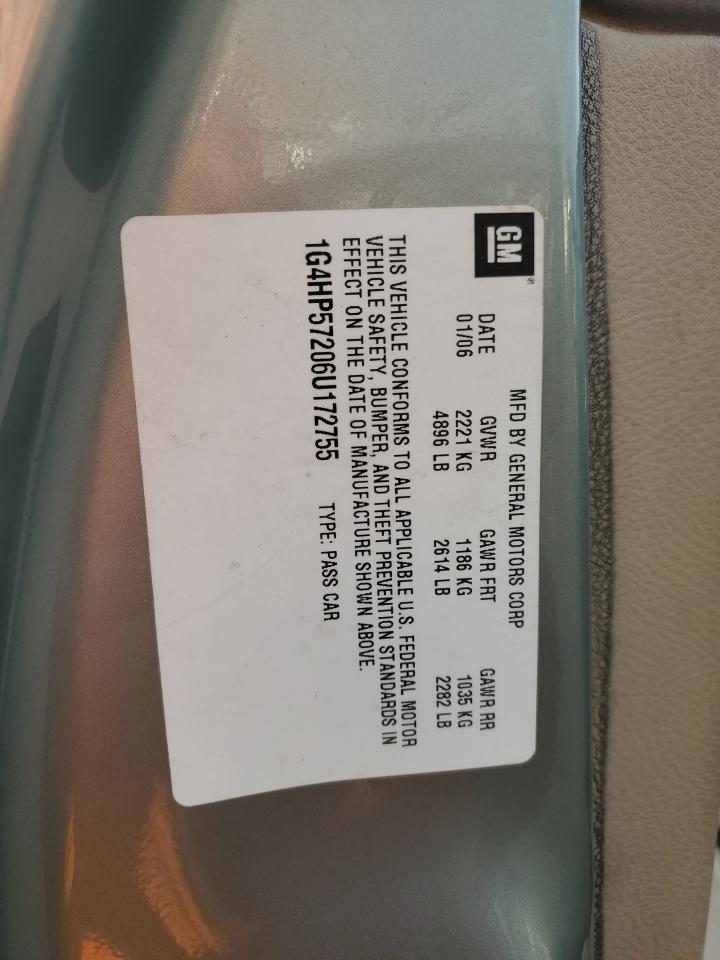 GM®
MFD BY GENERAL MOTORS CORP
DATE GVWR GAWR FRT GAWR RR
01/06 2221 KG 1186 KG 1035 KG
4896 LB 2614 LB 2282 LB
THIS VEHICLE CONFORMS TO ALL APPLICABLE U.S. FEDERAL MOTOR
VEHICLE SAFETY, BUMPER, AND THEFT PREVENTION STANDARDS IN
EFFECT ON THE DATE OF MANUFACTURE SHOWN ABOVE.
1G4HP57206U172755 TYPE: PASS CAR